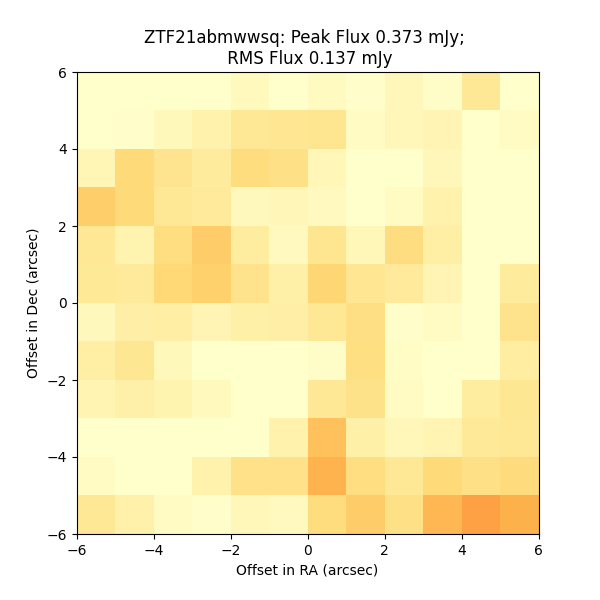 ZTF21abmwwsq: Peak Flux 0.373 mJy;
RMS Flux 0.137 mJy
6
4
2
0
−2
−4
−6
Offset in Dec (arcsec)
−6 −4 −2 0 2 4 6
Offset in RA (arcsec)